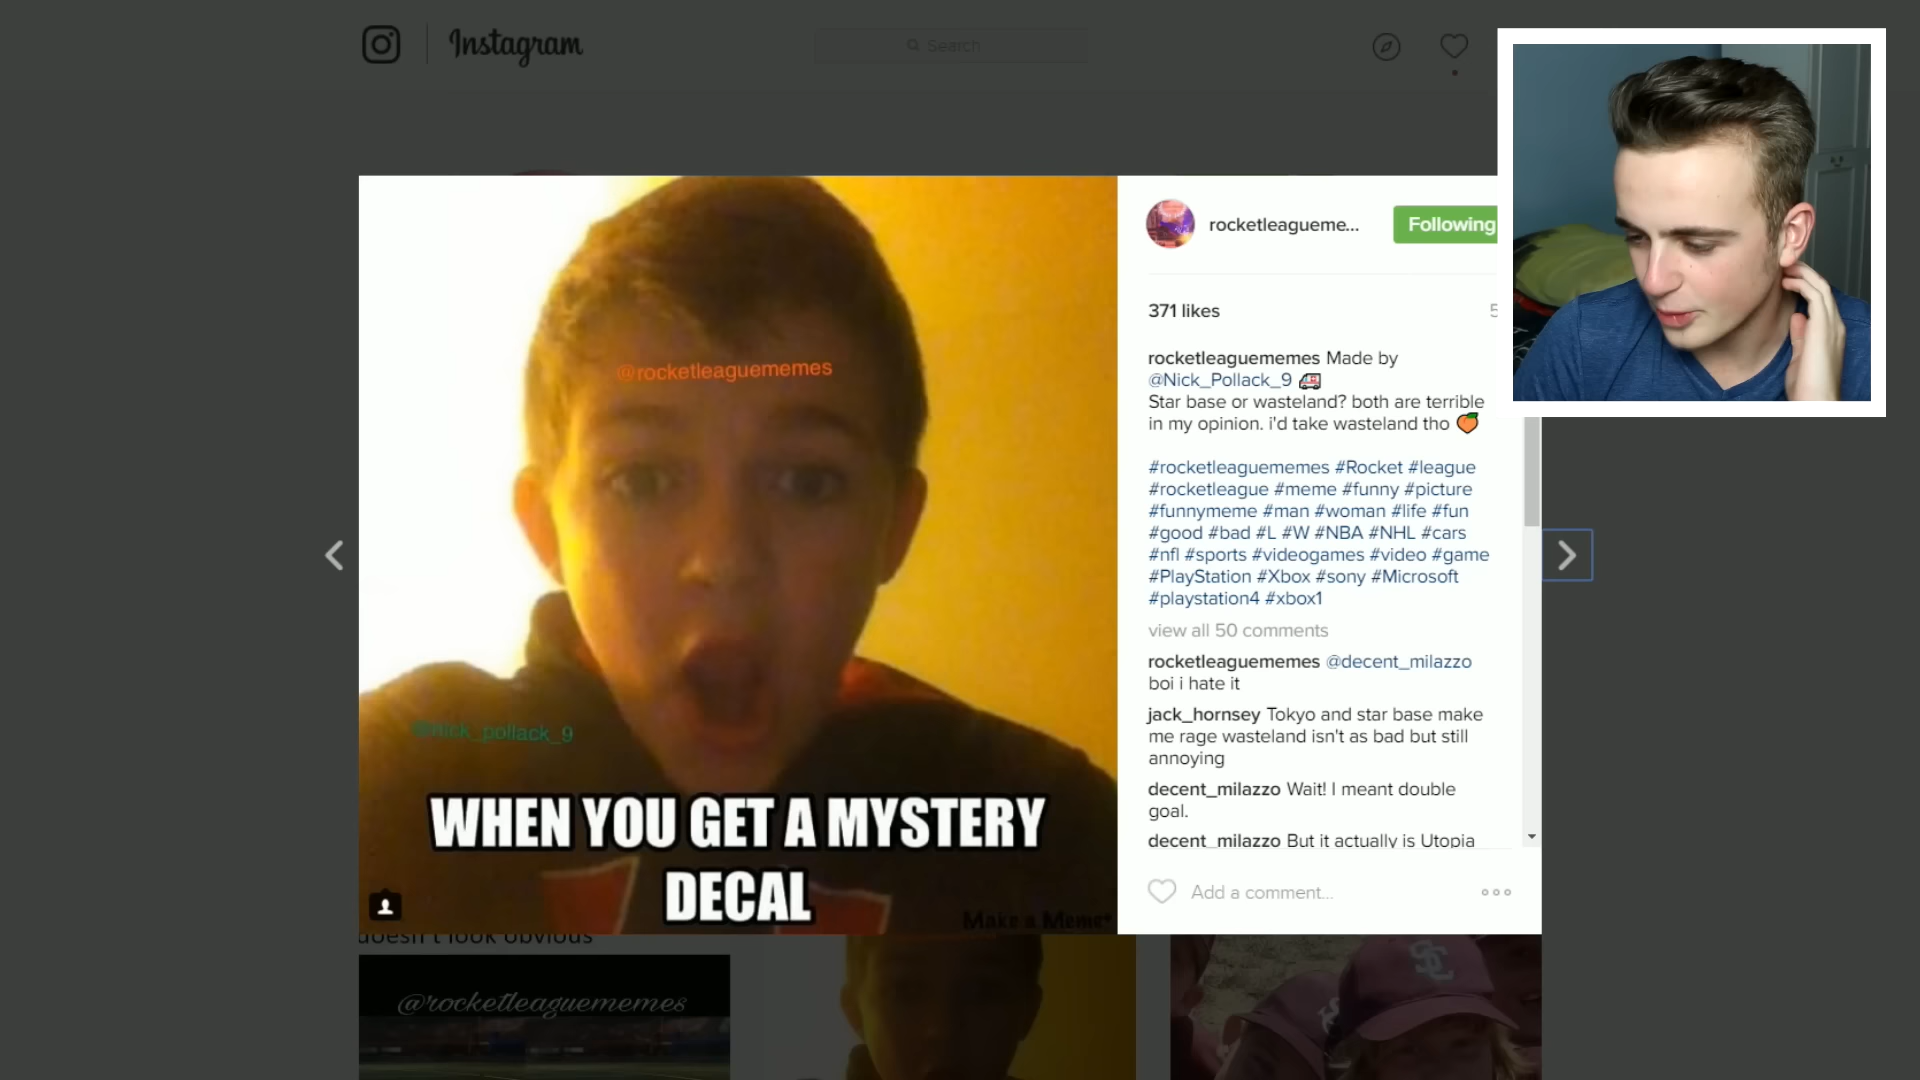 Instagram
Search
rocketleagueme...
Following
371 likes
rocketleaguememes Made by
@Nick_Pollack_9
Star base or wasteland? both are terrible
in my opinion. i'd take wasteland tho
#rocketleaguememes #Rocket #league
#rocketleague #meme #funny #picture
#funnymeme #man #woman #life #fun
#good #bad #L #W #NBA #NHL #cars
#nfl #sports #videogames #video #game
#PlayStation #Xbox #sony #Microsoft
#playstation4 #xbox1
view all 50 comments
rocketleaguememes @decent_milazzo
boi i hate it
jack_hornsey Tokyo and star base make
me rage wasteland isn't as bad but still
annoying
decent_milazzo Wait! I meant double
goal.
decent_milazzo But it actually is Utopia
Add a comment...
@rocketleaguememes
@nick_pollack_9
WHEN YOU GET A MYSTERY
DECAL
Make a Meme
doesn't look obvious
@rocketleaguememes
SC